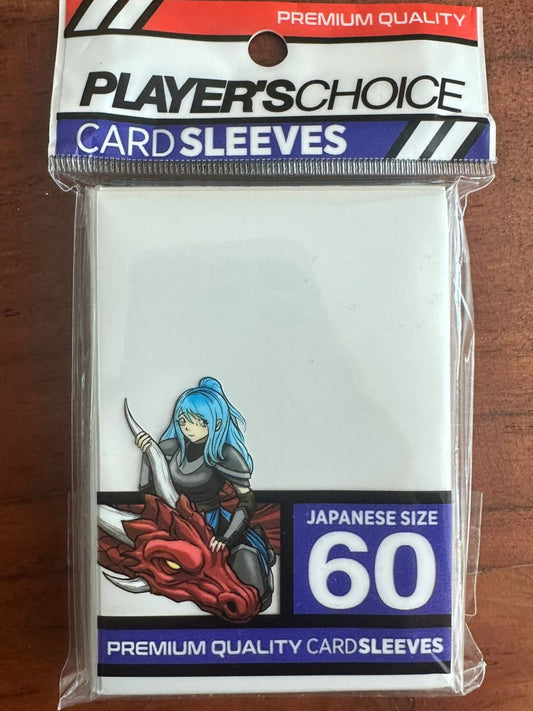 PREMIUM QUALITY
PLAYER'SCHOICE
CARDSLEEVES
JAPANESE SIZE
60
PREMIUM QUALITY CARDSLEEVES